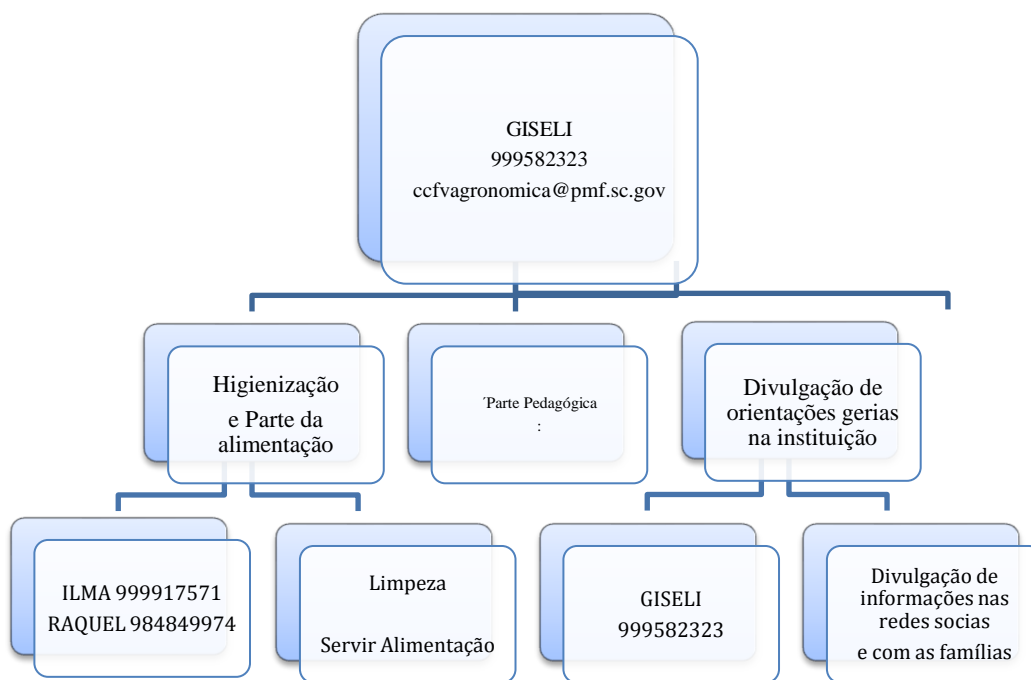 GISELI
999582323
ccfvagronomica@pmf.sc.gov
Higienização
e Parte da
alimentação
´Parte Pedagógica
:
Divulgação de
orientações gerias
na instituição
ILMA 999917571
RAQUEL 984849974
Limpeza
Servir Alimentação
GISELI
999582323
Divulgação de
informações nas
redes socias
e com as famílias